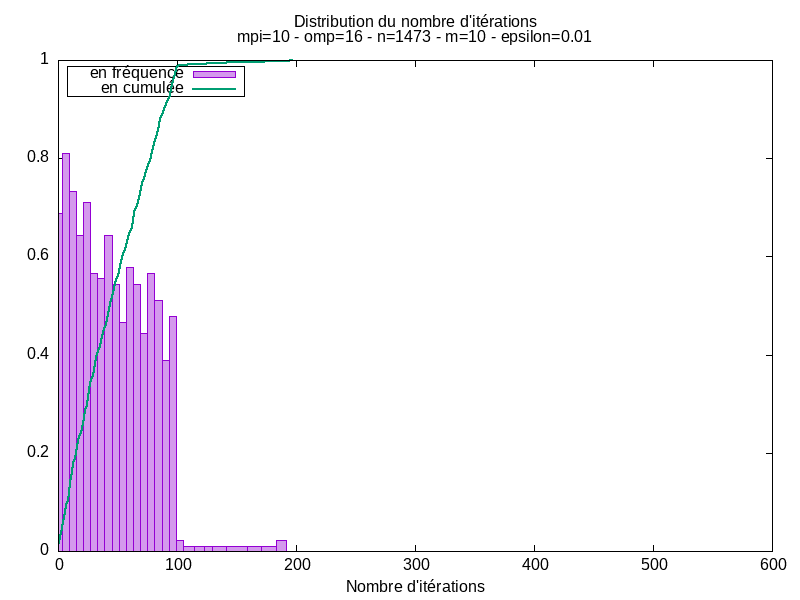 Distribution du nombre d'itérations
mpi=10 - omp=16 - n=1473 - m=10 - epsilon=0.01
en fréquence
en cumulée
1
0.8
0.6
0.4
0.2
0
0 100 200 300 400 500 600
Nombre d'itérations